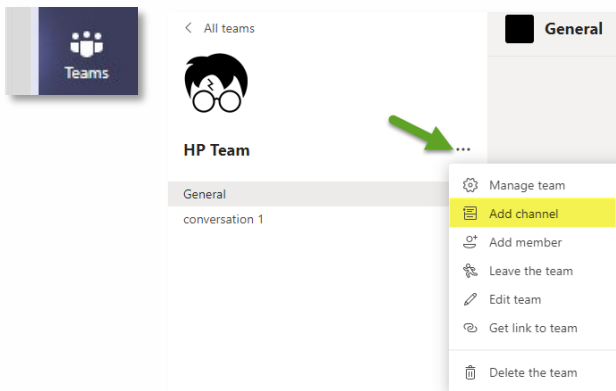 Teams
All teams
HP Team
General
conversation 1
General
Manage team
Add channel
Add member
Leave the team
Edit team
Get link to team
Delete the team